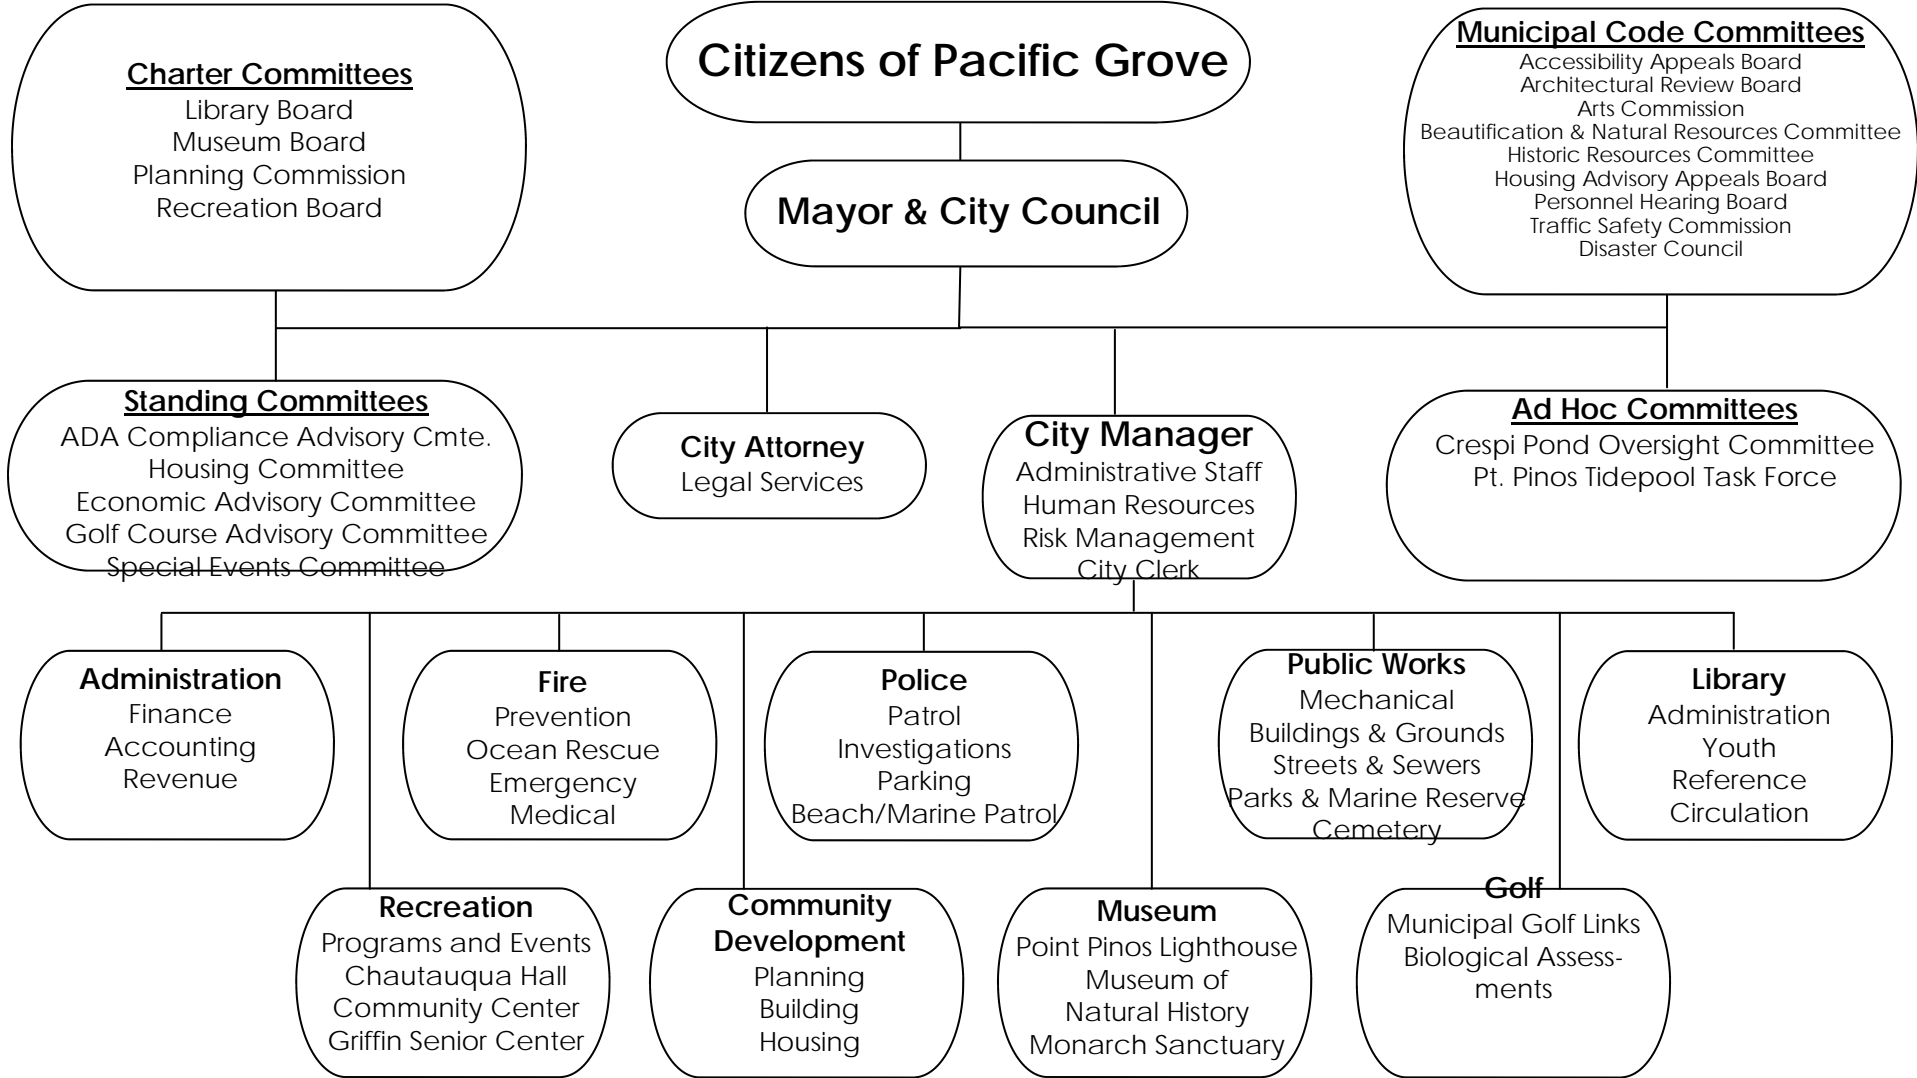 Citizens of Pacific Grove
Mayor & City Council
Charter Committees
Library Board
Museum Board
Planning Commission
Recreation Board
Municipal Code Committees
Accessibility Appeals Board
Architectural Review Board
Arts Commission
Beautification & Natural Resources Committee
Historic Resources Committee
Housing Advisory Appeals Board
Personnel Hearing Board
Traffic Safety Commission
Disaster Council
Standing Committees
ADA Compliance Advisory Cmte.
Housing Committee
Economic Advisory Committee
Golf Course Advisory Committee
Special Events Committee
City Attorney
Legal Services
City Manager
Administrative Staff
Human Resources
Risk Management
City Clerk
Ad Hoc Committees
Crespi Pond Oversight Committee
Pt. Pinos Tidepool Task Force
Administration
Finance
Accounting
Revenue
Fire
Prevention
Ocean Rescue
Emergency
Medical
Police
Patrol
Investigations
Parking
Beach/Marine Patrol
Public Works
Mechanical
Buildings & Grounds
Streets & Sewers
Parks & Marine Reserve
Cemetery
Library
Administration
Youth
Reference
Circulation
Recreation
Programs and Events
Chautauqua Hall
Community Center
Griffin Senior Center
Community
Development
Planning
Building
Housing
Museum
Point Pinos Lighthouse
Museum of
Natural History
Monarch Sanctuary
Golf
Municipal Golf Links
Biological Assess-
ments